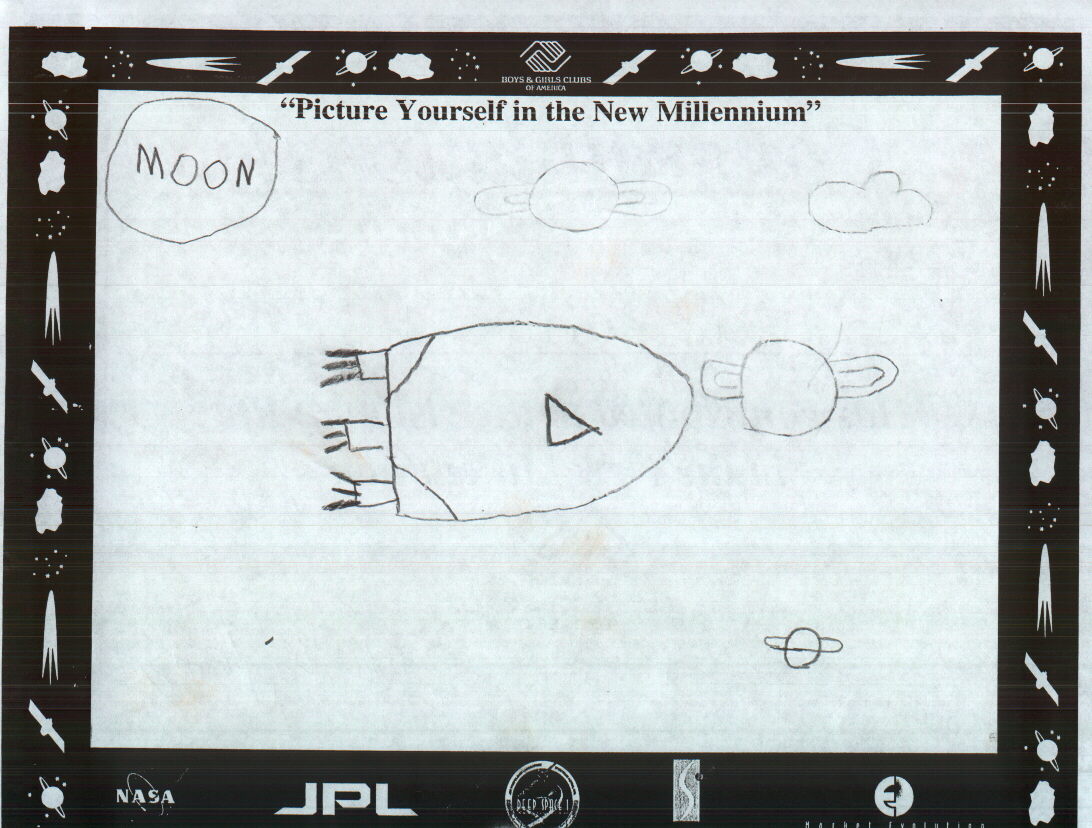 BOYS & GIRLS CLUBS
OF AMERICA
“Picture Yourself in the New Millennium”
MOON
NASA
JPL
DEEP SPACE 1
Market Evolution